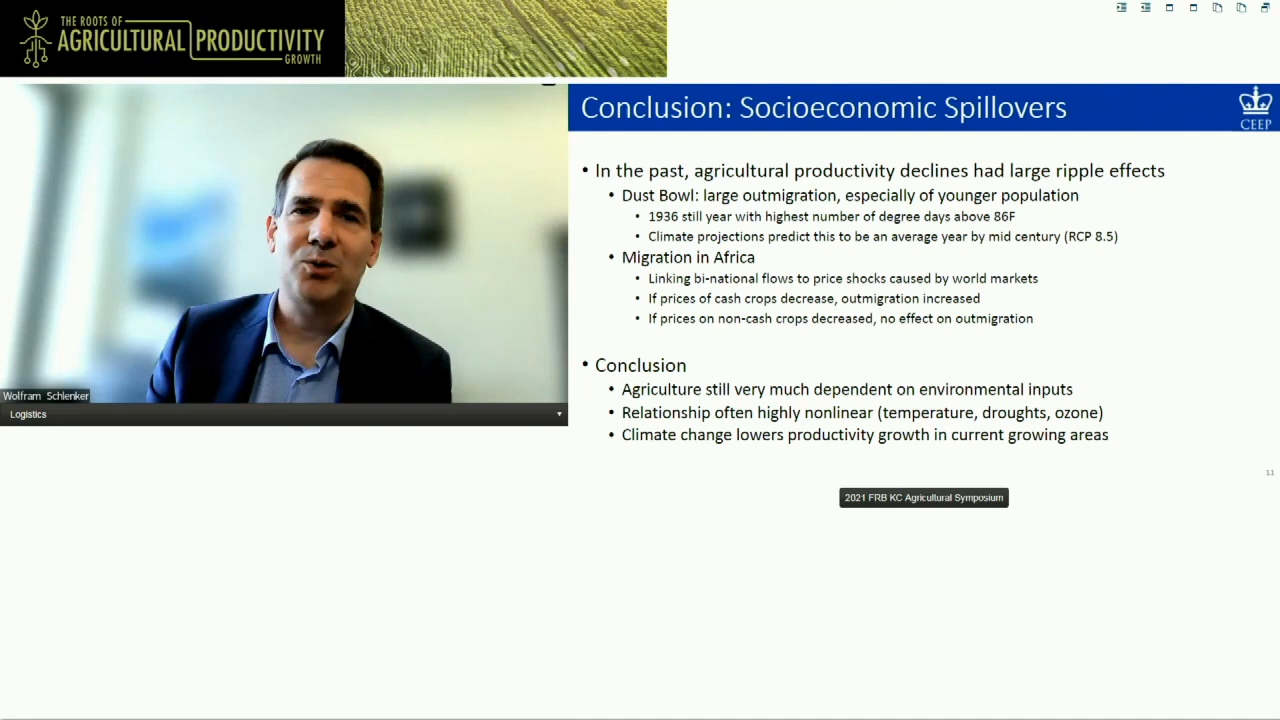 THE ROOTS OF
AGRICULTURAL PRODUCTIVITY
GROWTH
Conclusion: Socioeconomic Spillovers
CEEP
• In the past, agricultural productivity declines had large ripple effects
• Dust Bowl: large outmigration, especially of younger population
• 1936 still year with highest number of degree days above 86F
• Climate projections predict this to be an average year by mid century (RCP 8.5)
• Migration in Africa
• Linking bi-national flows to price shocks caused by world markets
• If prices of cash crops decrease, outmigration increased
• If prices on non-cash crops decreased, no effect on outmigration
• Conclusion
• Agriculture still very much dependent on environmental inputs
• Relationship often highly nonlinear (temperature, droughts, ozone)
• Climate change lowers productivity growth in current growing areas
11
Wolfram Schlenker
Logistics
2021 FRB KC Agricultural Symposium